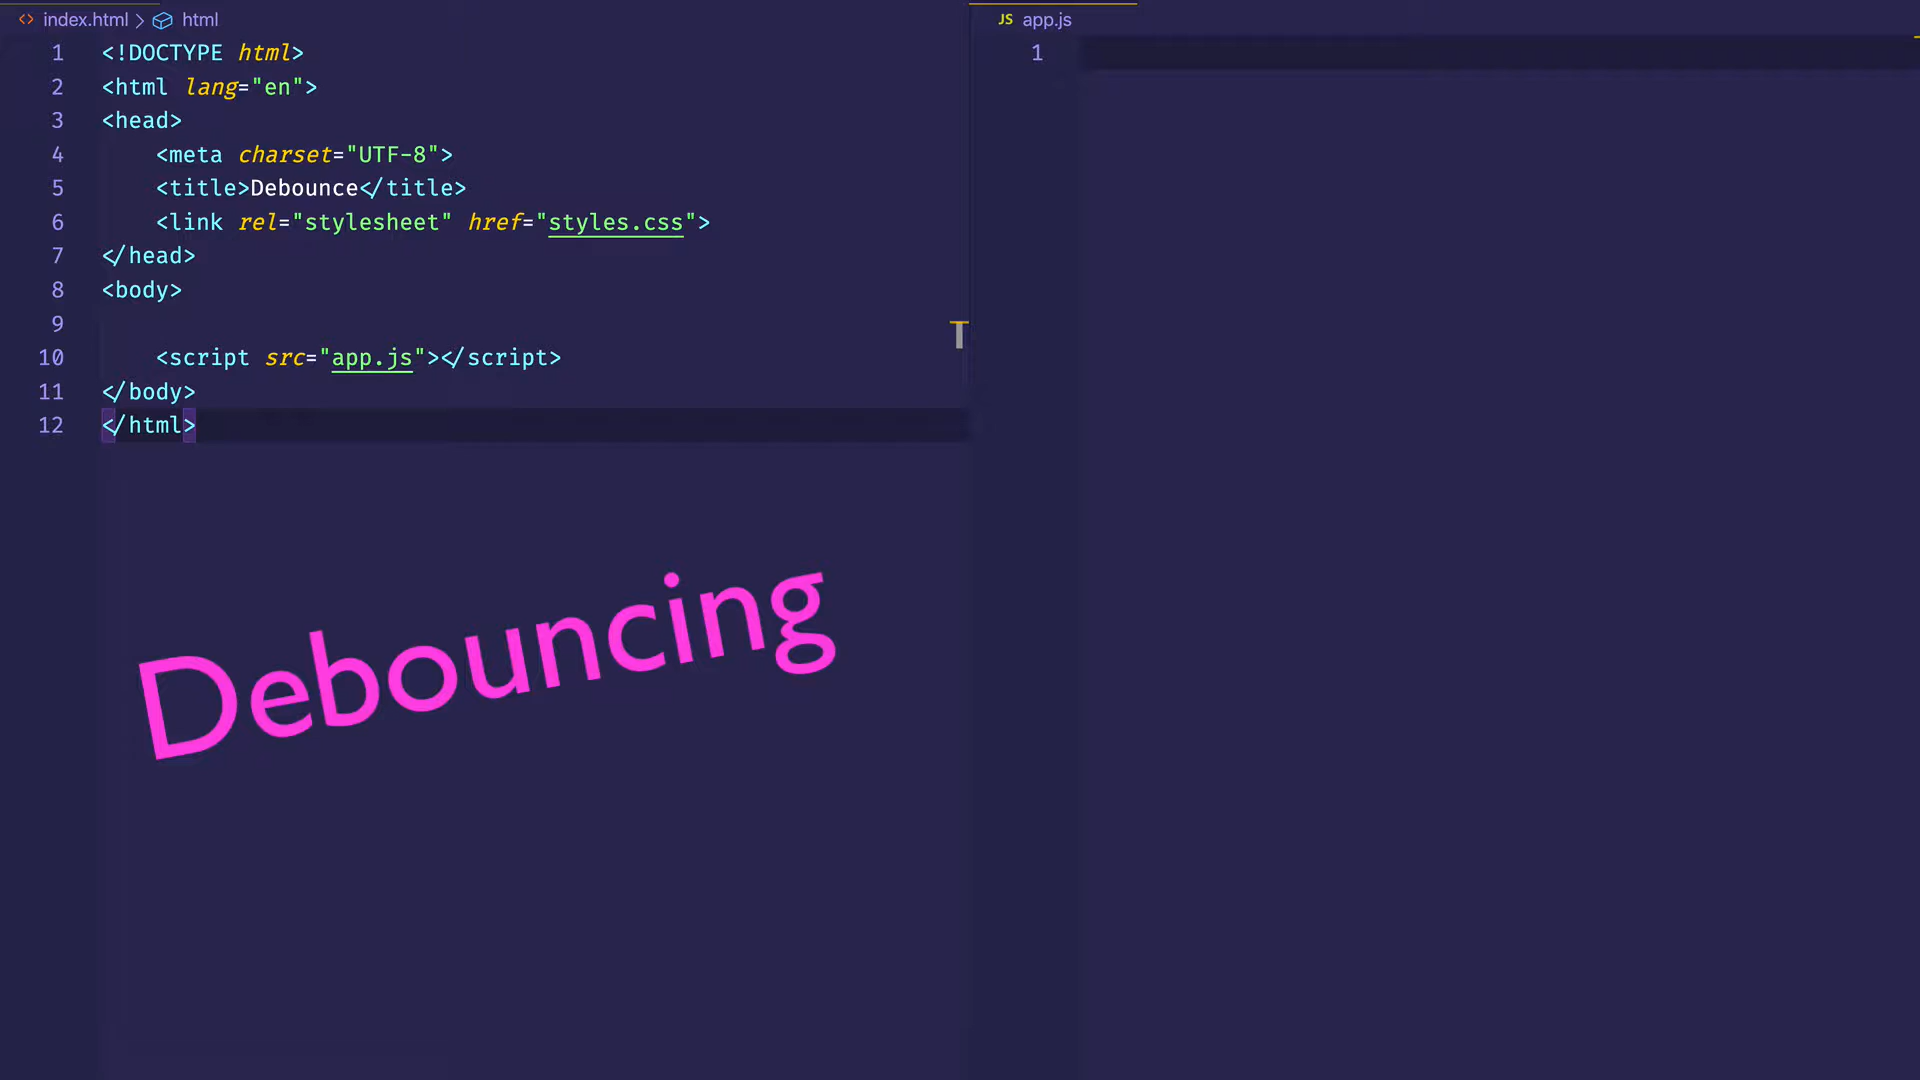 index.html > html
1 <!DOCTYPE html>
2 <html lang="en">
3 <head>
4     <meta charset="UTF-8">
5     <title>Debounce</title>
6     <link rel="stylesheet" href="styles.css">
7 </head>
8 <body>
9
10     <script src="app.js"></script>
11 </body>
12 </html>
Debouncing
JS app.js
1